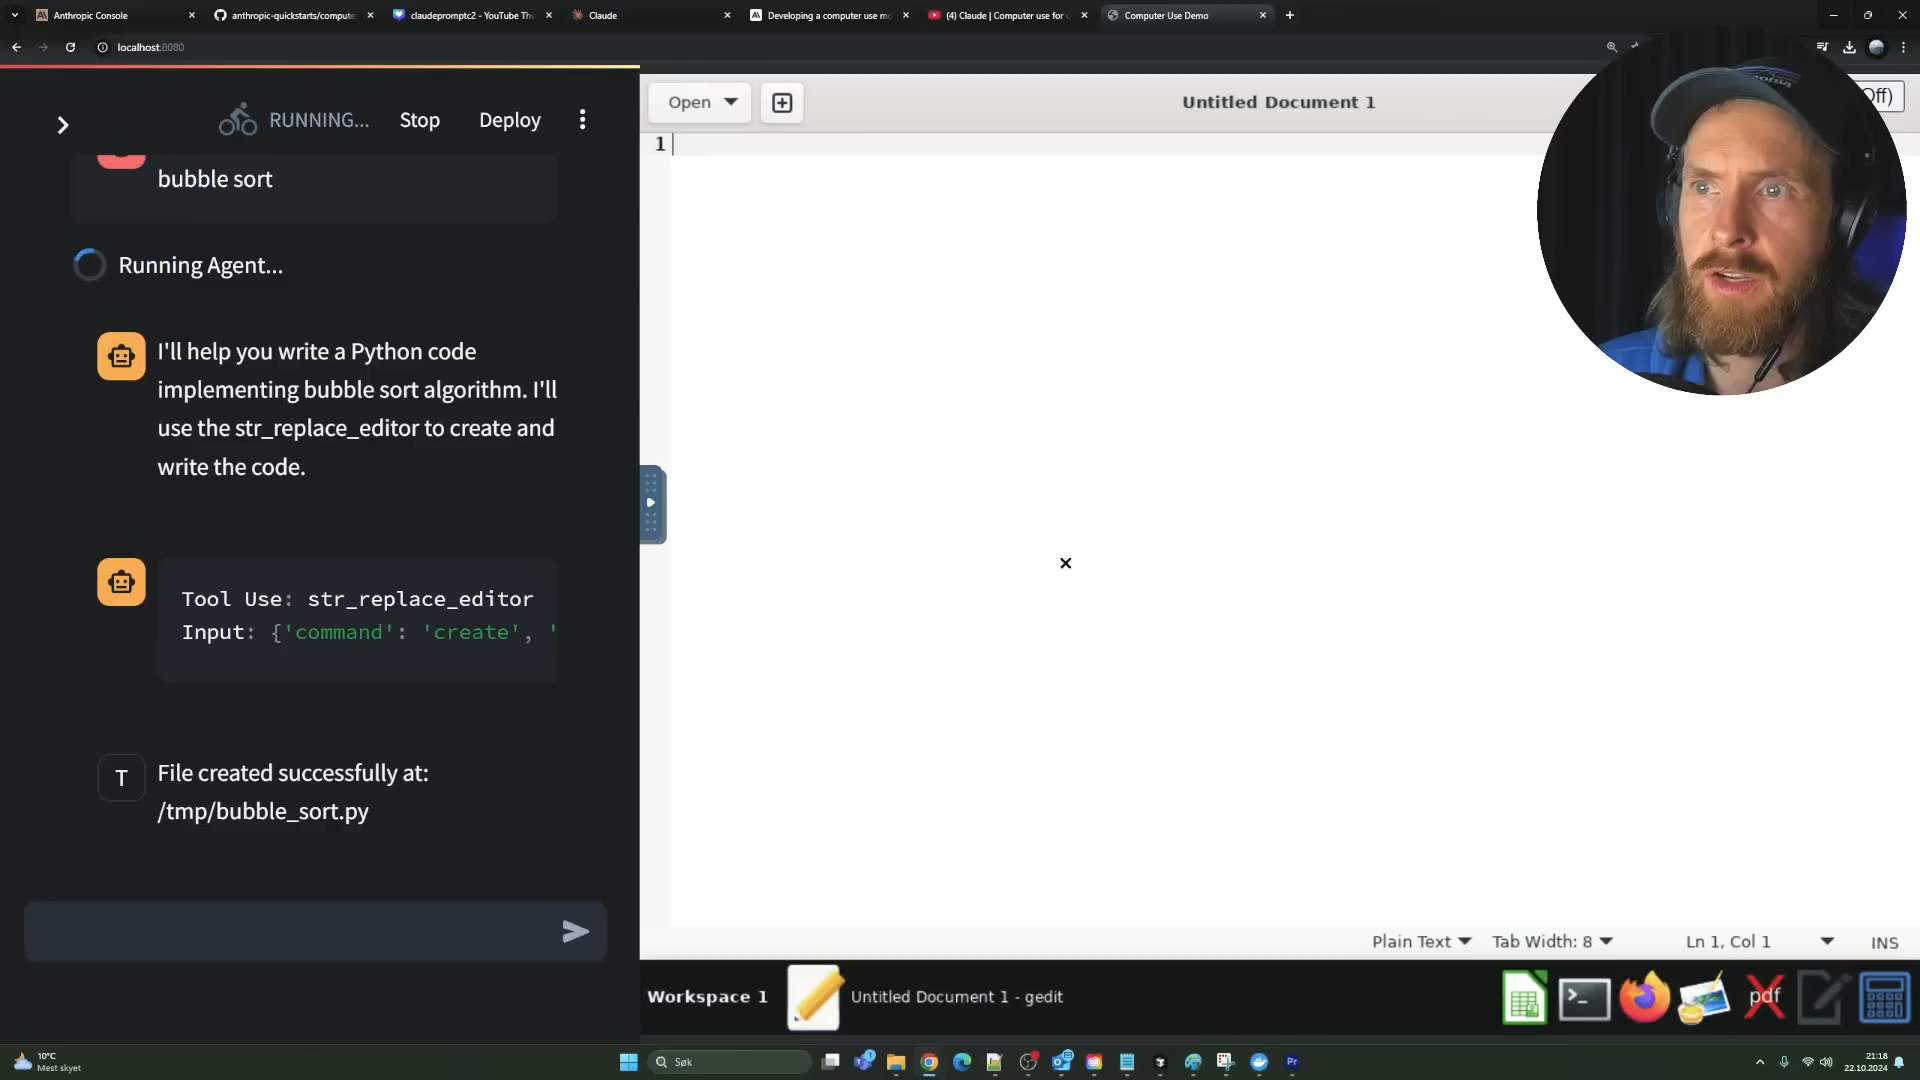 Anthropic Console
anthropic-quickstarts/compute
claudepromptc2 - YouTube Thu
Claude
Developing a computer use mo
(4) Claude | Computer use for
Computer Use Demo
localhost:8080
RUNNING...
Stop
Deploy
bubble sort
Running Agent...
I'll help you write a Python code
implementing bubble sort algorithm. I'll
use the str_replace_editor to create and
write the code.
Tool Use: str_replace_editor
Input: {'command': 'create', '
T
File created successfully at:
/tmp/bubble_sort.py
Open
Untitled Document 1
Off)
1
Plain Text
Tab Width: 8
Ln 1, Col 1
INS
Workspace 1
Untitled Document 1 - gedit
pdf
10°C
Mest skyet
Søk
Pr
21:18
22.10.2024